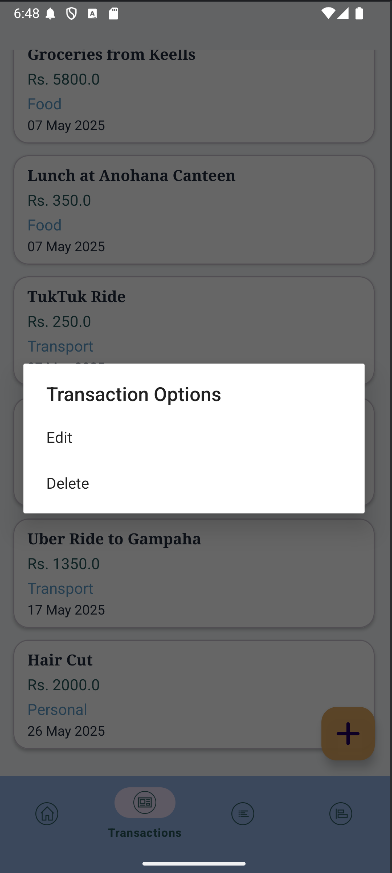 6:48
Groceries from Keells
Rs. 5800.0
Food
07 May 2025
Lunch at Anohana Canteen
Rs. 350.0
Food
07 May 2025
TukTuk Ride
Rs. 250.0
Transport
Transaction Options
Edit
Delete
Uber Ride to Gampaha
Rs. 1350.0
Transport
17 May 2025
Hair Cut
Rs. 2000.0
Personal
26 May 2025
Transactions